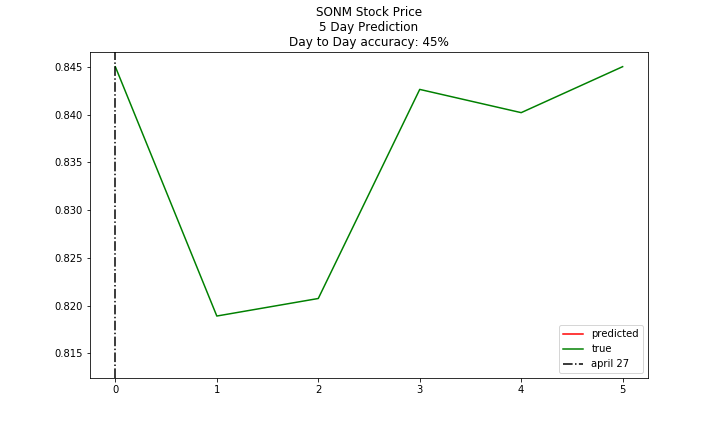 SONM Stock Price
5 Day Prediction
Day to Day accuracy: 45%
0.845
0.840
0.835
0.830
0.825
0.820
0.815
0
1
2
3
4
5
predicted
true
april 27